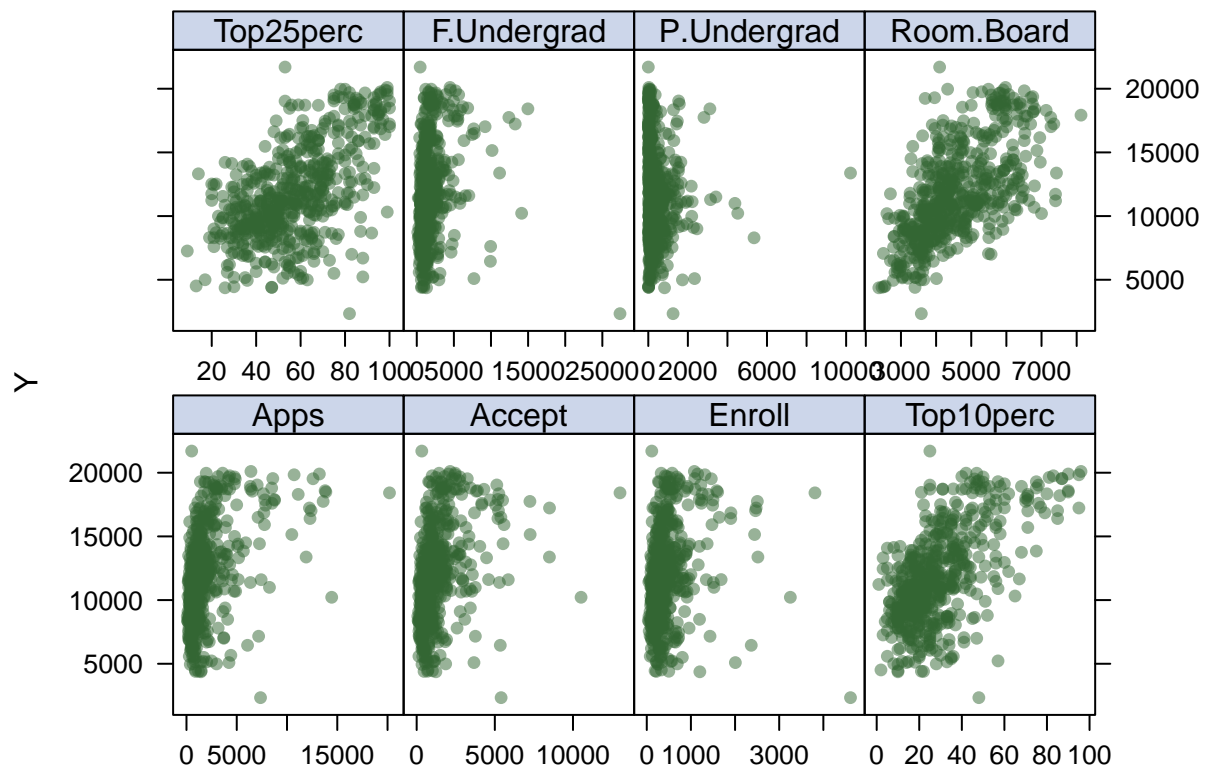 Top25perc F.Undergrad P.Undergrad Room.Board
20000
15000
10000
5000
20 40 60 80 100 0 5000 15000 25000 0 2000 6000 10000 3000 5000 7000
Y
Apps Accept Enroll Top10perc
20000
15000
10000
5000
0 5000 15000 0 5000 10000 0 1000 3000 0 20 40 60 80 100